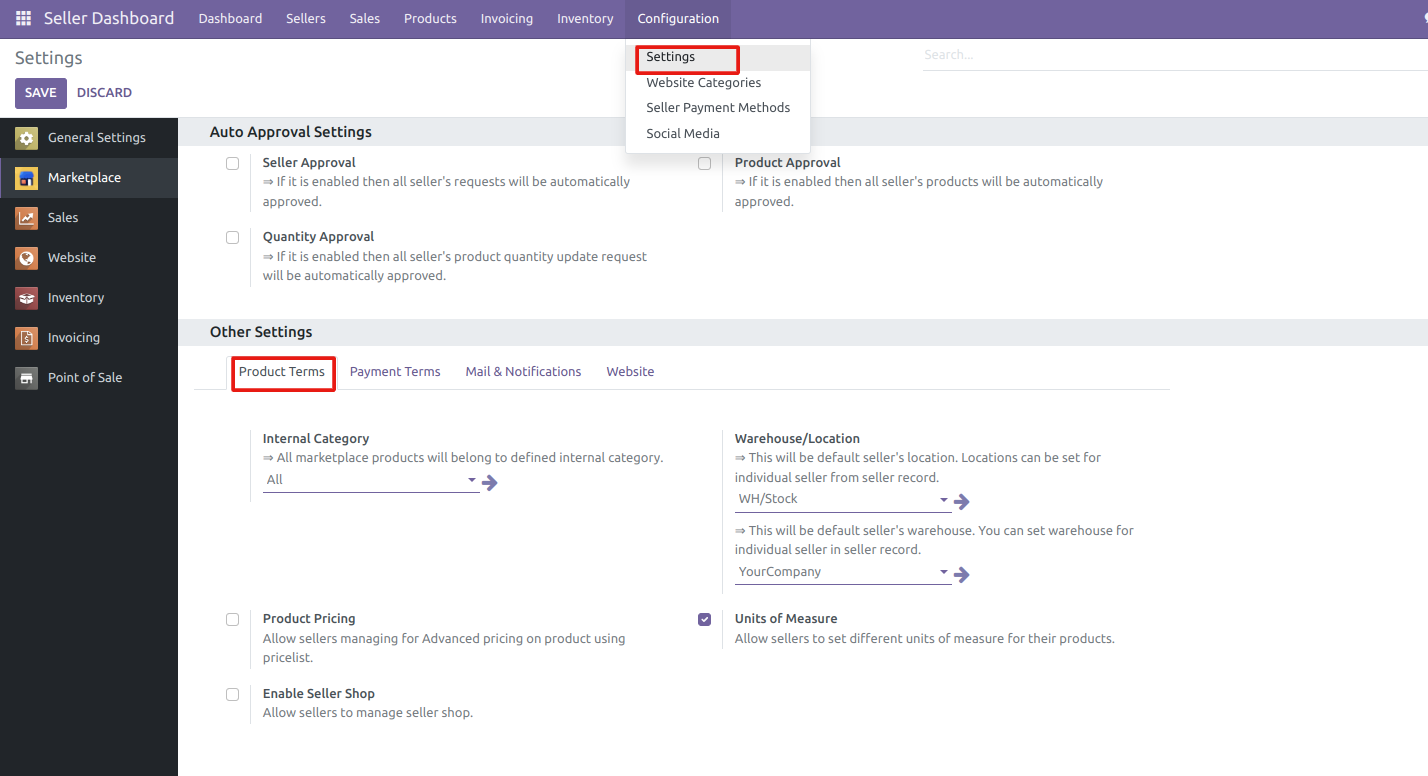 Seller Dashboard Dashboard Sellers Sales Products Invoicing Inventory Configuration
Settings
SAVE DISCARD
Search...
Settings
Website Categories
Seller Payment Methods
Social Media
General Settings
Marketplace
Sales
Website
Inventory
Invoicing
Point of Sale
Auto Approval Settings
Seller Approval
⇒ If it is enabled then all seller's requests will be automatically
approved.
Product Approval
⇒ If it is enabled then all seller's products will be automatically
approved.
Quantity Approval
⇒ If it is enabled then all seller's product quantity update request
will be automatically approved.
Other Settings
Product Terms Payment Terms Mail & Notifications Website
Internal Category
⇒ All marketplace products will belong to defined internal category.
All
Warehouse/Location
⇒ This will be default seller's location. Locations can be set for
individual seller from seller record.
WH/Stock
⇒ This will be default seller's warehouse. You can set warehouse for
individual seller in seller record.
YourCompany
Product Pricing
Allow sellers managing for Advanced pricing on product using
pricelist.
Units of Measure
Allow sellers to set different units of measure for their products.
Enable Seller Shop
Allow sellers to manage seller shop.